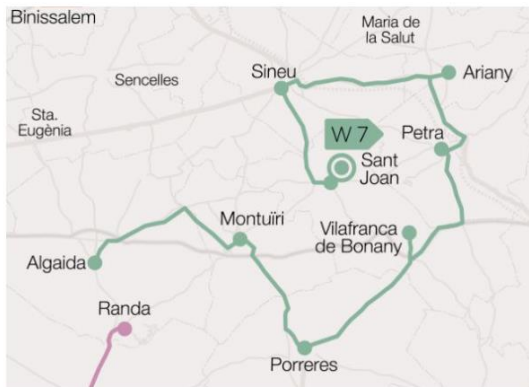 Binissalem
Maria de
la Salut
Sineu
Ariany
Sencelles
Sta.
Eugènia
W 7
Petra
Sant
Joan
Montuïri
Vilafranca
de Bonany
Algaida
Randa
Porreres